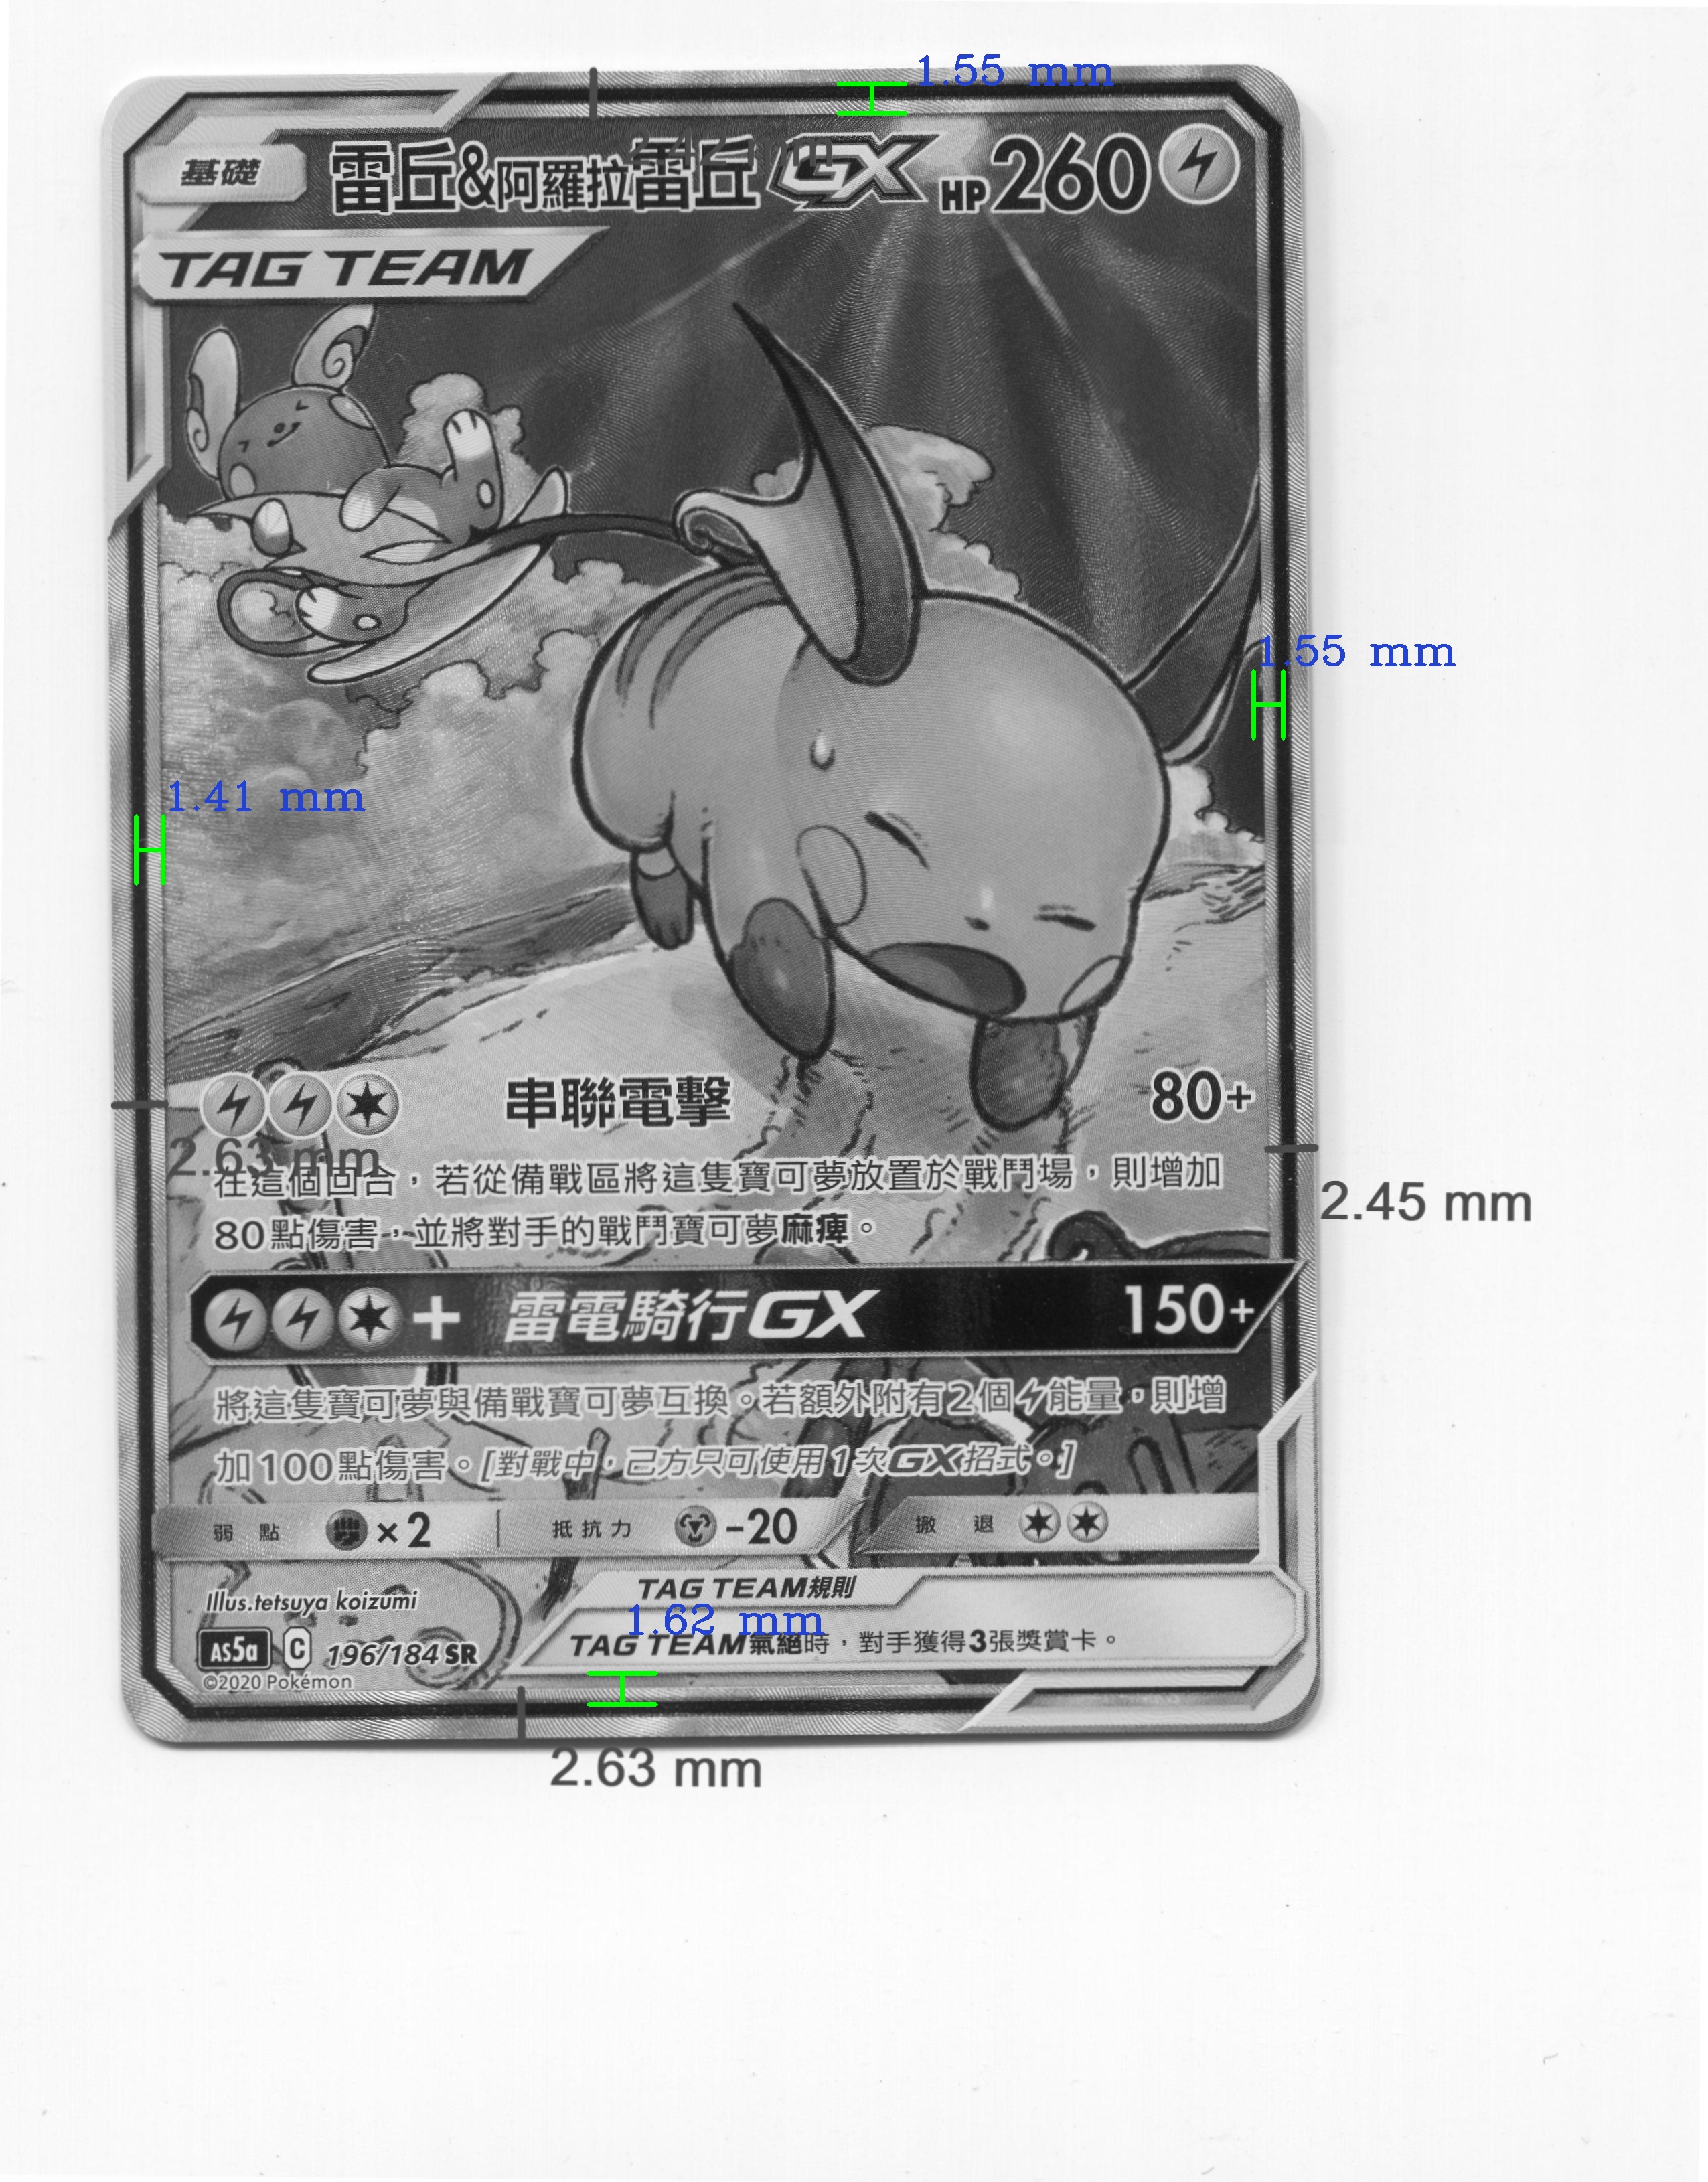 1.55 mm
基礎 雷丘&阿羅拉雷丘GX HP260
TAG TEAM
1.55 mm
1.41 mm
串聯電擊 80+
2.63 mm
2.45 mm
在這個回合,若從備戰區將這隻寶可夢放置於戰鬥場,則增加
80點傷害,並將對手的戰鬥寶可夢麻痺。
+ 雷電騎行GX 150+
將這隻寶可夢與備戰寶可夢互換。若額外附有2個能量,則增
加100點傷害。[對戰中,己方只可使用1次GX招式。]
弱點 ×2 抵抗力 -20 撤退
Illus.tetsuya koizumi
TAG TEAM規則
1.62 mm
TAG TEAM氣絕時,對手獲得3張獎賞卡。
AS5a C 196/184 SR
©2020 Pokémon
2.63 mm